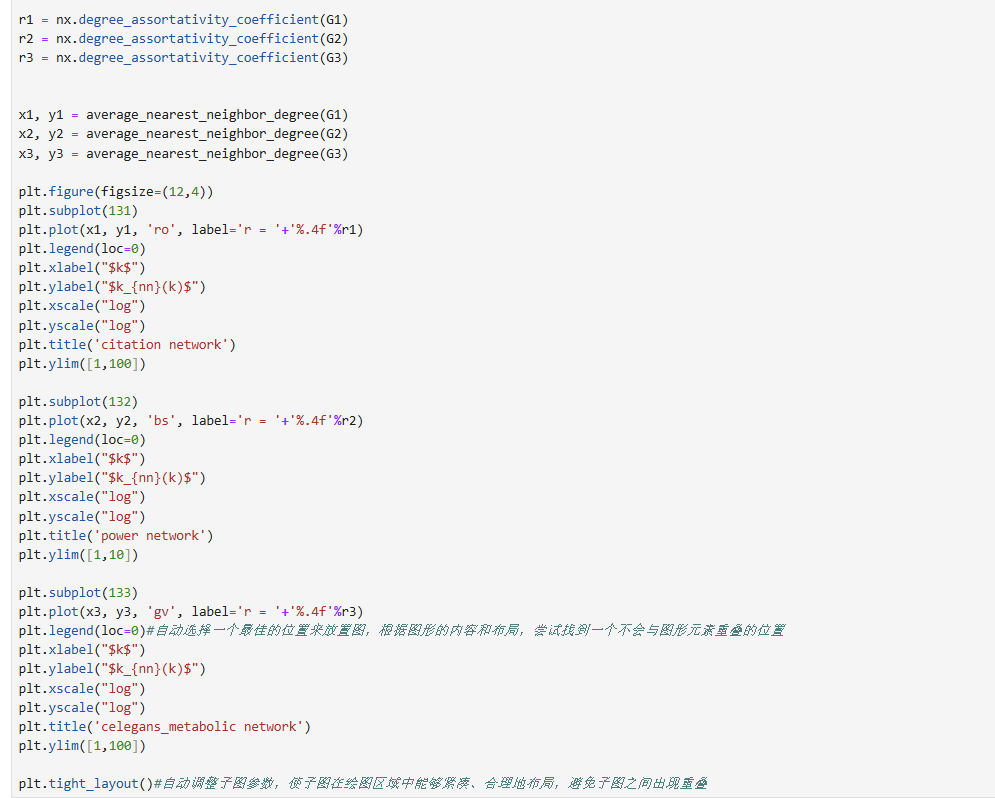 r1 = nx.degree_assortativity_coefficient(G1)
r2 = nx.degree_assortativity_coefficient(G2)
r3 = nx.degree_assortativity_coefficient(G3)
x1, y1 = average_nearest_neighbor_degree(G1)
x2, y2 = average_nearest_neighbor_degree(G2)
x3, y3 = average_nearest_neighbor_degree(G3)
plt.figure(figsize=(12,4))
plt.subplot(131)
plt.plot(x1, y1, 'ro', label='r = '+'%.4f'%r1)
plt.legend(loc=0)
plt.xlabel("$k$")
plt.ylabel("$k_{nn}(k)$")
plt.xscale("log")
plt.yscale("log")
plt.title('citation network')
plt.ylim([1,100])
plt.subplot(132)
plt.plot(x2, y2, 'bs', label='r = '+'%.4f'%r2)
plt.legend(loc=0)
plt.xlabel("$k$")
plt.ylabel("$k_{nn}(k)$")
plt.xscale("log")
plt.yscale("log")
plt.title('power network')
plt.ylim([1,10])
plt.subplot(133)
plt.plot(x3, y3, 'gv', label='r = '+'%.4f'%r3)
plt.legend(loc=0)#自动选择一个最佳的位置来放置图，根据图形的内容和布局，尝试找到一个不会与图形元素重叠的位置
plt.xlabel("$k$")
plt.ylabel("$k_{nn}(k)$")
plt.xscale("log")
plt.yscale("log")
plt.title('celegans_metabolic network')
plt.ylim([1,100])
plt.tight_layout()#自动调整子图参数，使子图在绘图区域中能够紧凑、合理地布局，避免子图之间出现重叠